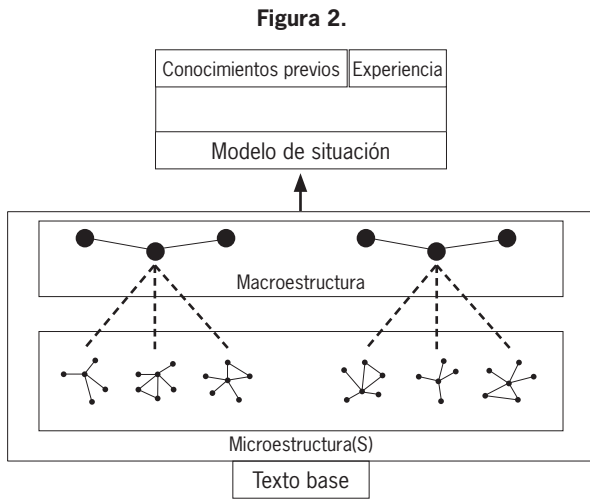 Figura 2.
Conocimientos previos Experiencia
Modelo de situación
Macroestructura
Microestructura(S)
Texto base